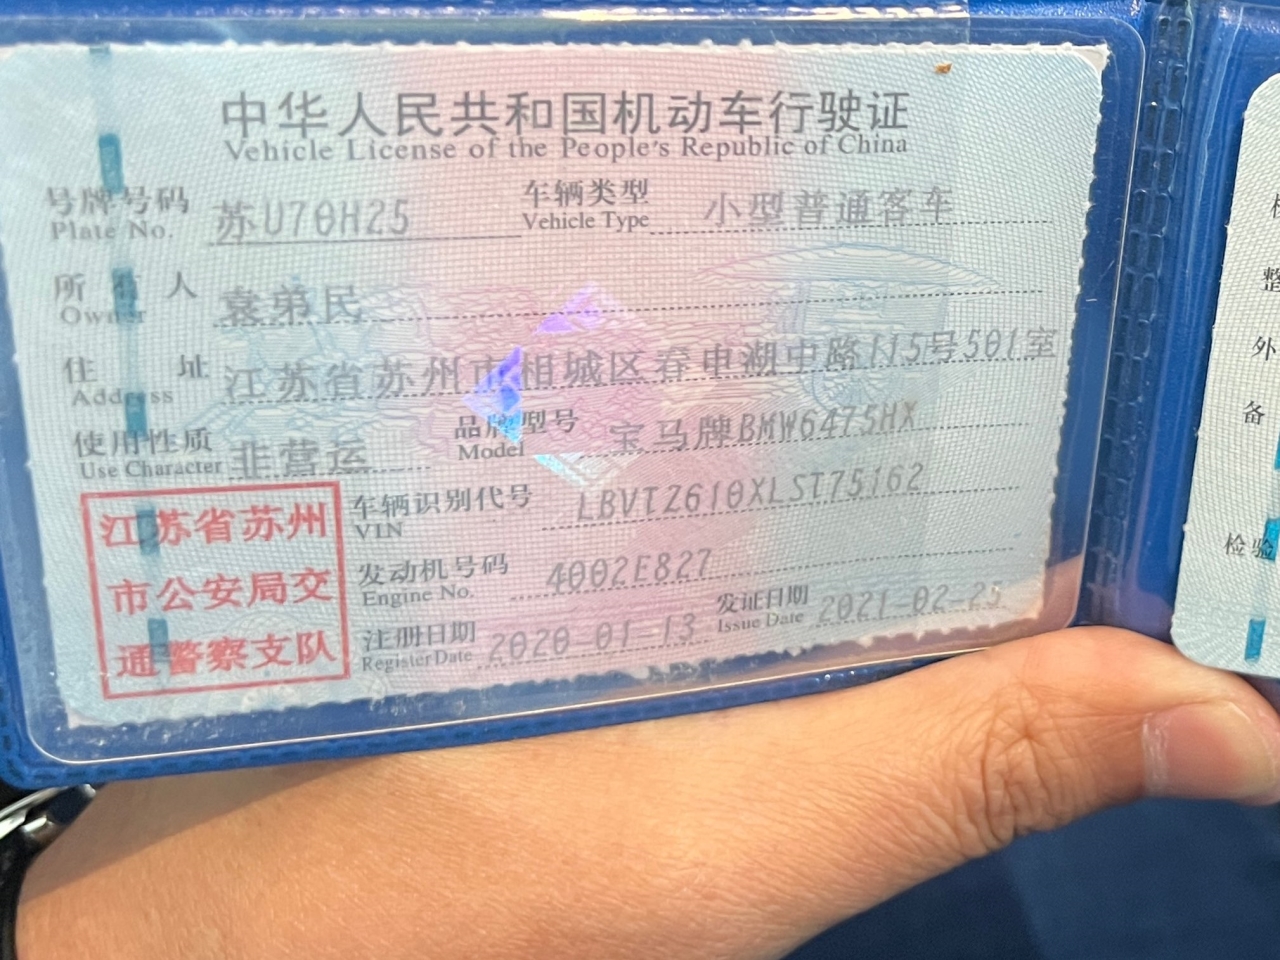 中华人民共和国机动车行驶证
Vehicle License of the People's Republic of China
号牌号码 苏U70H25 车辆类型 小型普通客车
Plate No. Vehicle Type
所有人 袁弟民
Owner
住址 江苏省苏州市相城区春申湖中路115号501室
Address
使用性质 非营运 品牌型号 宝马牌BMW6475HX
Use Character Model
江苏省苏州
市公安局交
通警察支队
车辆识别代号 LBVTZ610XLST75162
VIN
发动机号码 4002E827
Engine No.
注册日期 2020-01-13 发证日期 2021-02-25
Register Date Issue Date
整
外
备
检验